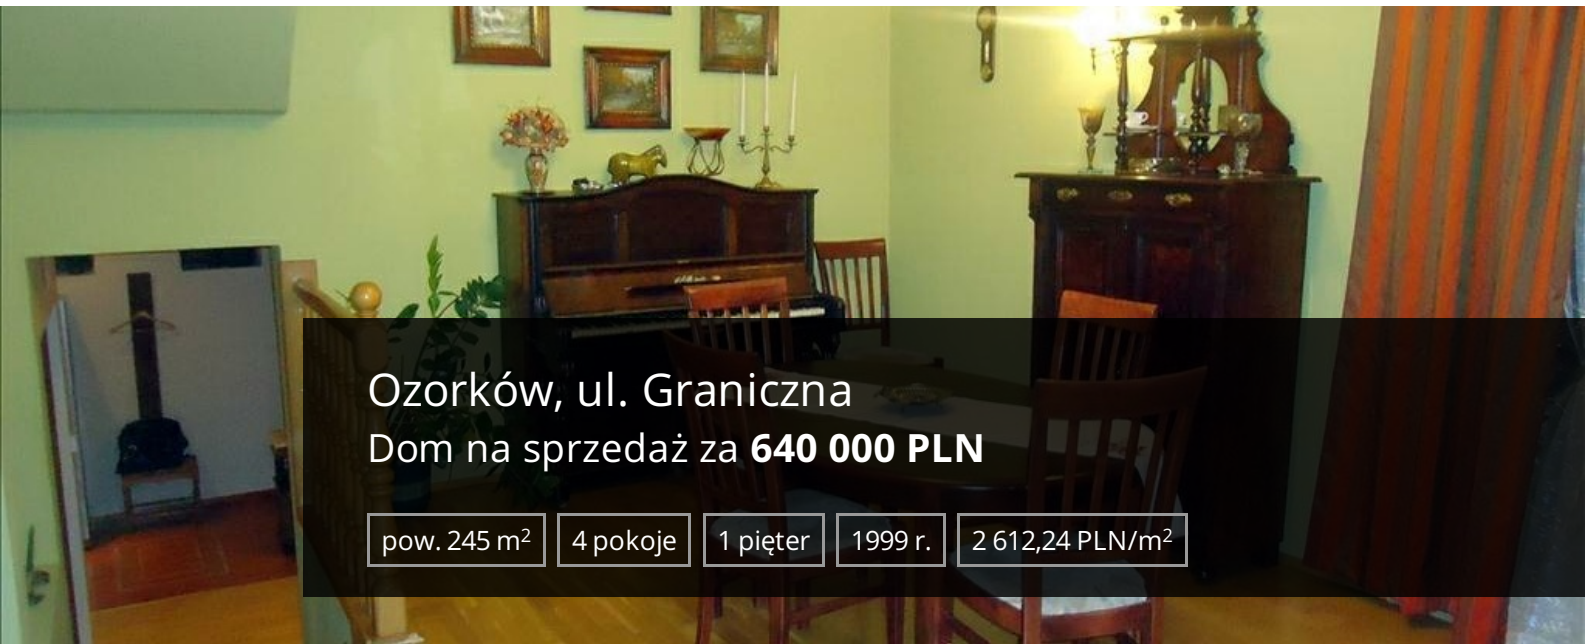 Ozorków, ul. Graniczna
Dom na sprzedaż za 640 000 PLN
pow. 245 m² 4 pokoje 1 pięter 1999 r. 2 612,24 PLN/m²